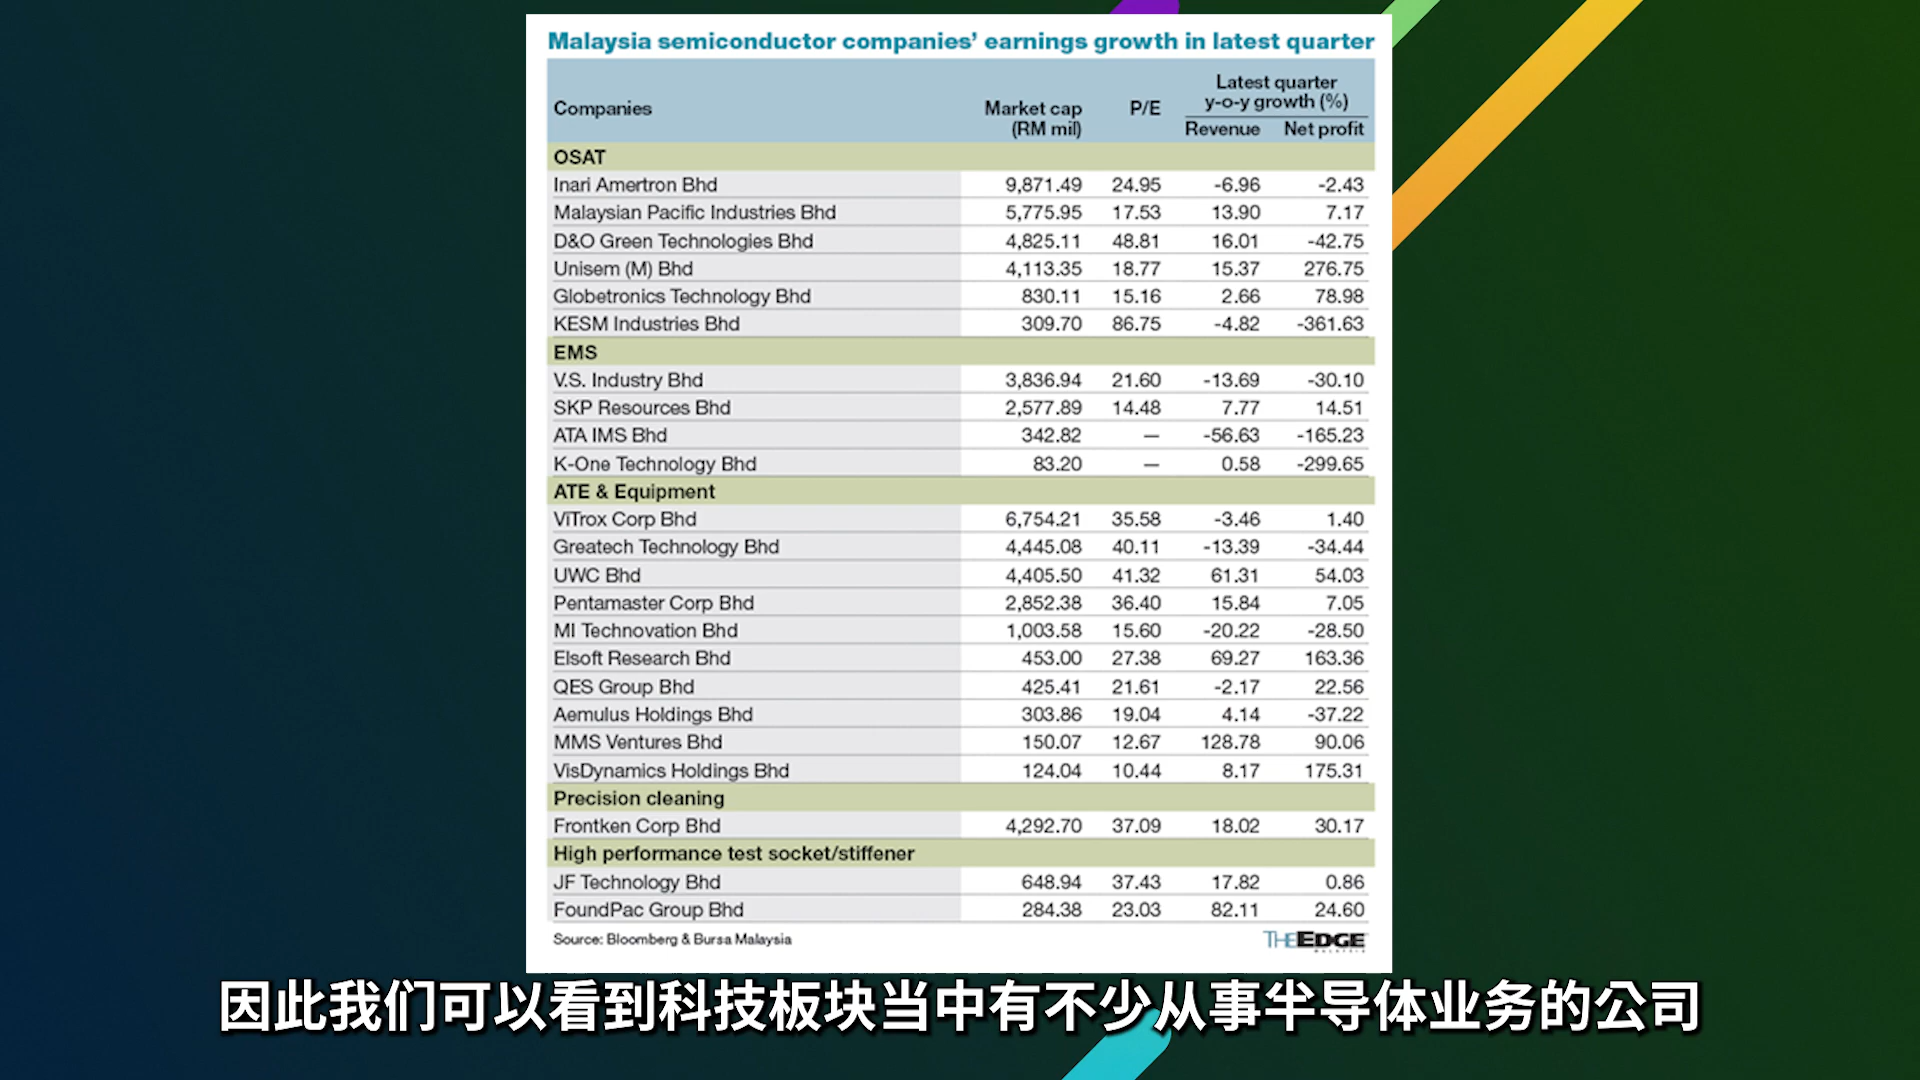 Malaysia semiconductor companies’ earnings growth in latest quarter
Companies Market cap (RM mil) P/E Latest quarter y-o-y growth (%) Revenue Net profit
OSAT
Inari Amertron Bhd 9,871.49 24.95 -6.96 -2.43
Malaysian Pacific Industries Bhd 5,775.95 17.53 13.90 7.17
D&O Green Technologies Bhd 4,825.11 48.81 16.01 -42.75
Unisem (M) Bhd 4,113.35 18.77 15.37 276.75
Globetronics Technology Bhd 830.11 15.16 2.66 78.98
KESM Industries Bhd 309.70 86.75 -4.82 -361.63
EMS
V.S. Industry Bhd 3,836.94 21.60 -13.69 -30.10
SKP Resources Bhd 2,577.89 14.48 7.77 14.51
ATA IMS Bhd 342.82 — -56.63 -165.23
K-One Technology Bhd 83.20 — 0.58 -299.65
ATE & Equipment
ViTrox Corp Bhd 6,754.21 35.58 -3.46 1.40
Greatech Technology Bhd 4,445.08 40.11 -13.39 -34.44
UWC Bhd 4,405.50 41.32 61.31 54.03
Pentamaster Corp Bhd 2,852.38 36.40 15.84 7.05
MI Technovation Bhd 1,003.58 15.60 -20.22 -28.50
Elsoft Research Bhd 453.00 27.38 69.27 163.36
QES Group Bhd 425.41 21.61 -2.17 22.56
Aemulus Holdings Bhd 303.86 19.04 4.14 -37.22
MMS Ventures Bhd 150.07 12.67 128.78 90.06
VisDynamics Holdings Bhd 124.04 10.44 8.17 175.31
Precision cleaning
Frontken Corp Bhd 4,292.70 37.09 18.02 30.17
High performance test socket/stiffener
JF Technology Bhd 648.94 37.43 17.82 0.86
FoundPac Group Bhd 284.38 23.03 82.11 24.60
Source: Bloomberg & Bursa Malaysia THE EDGE
因此我们可以看到科技板块当中有不少从事半导体业务的公司